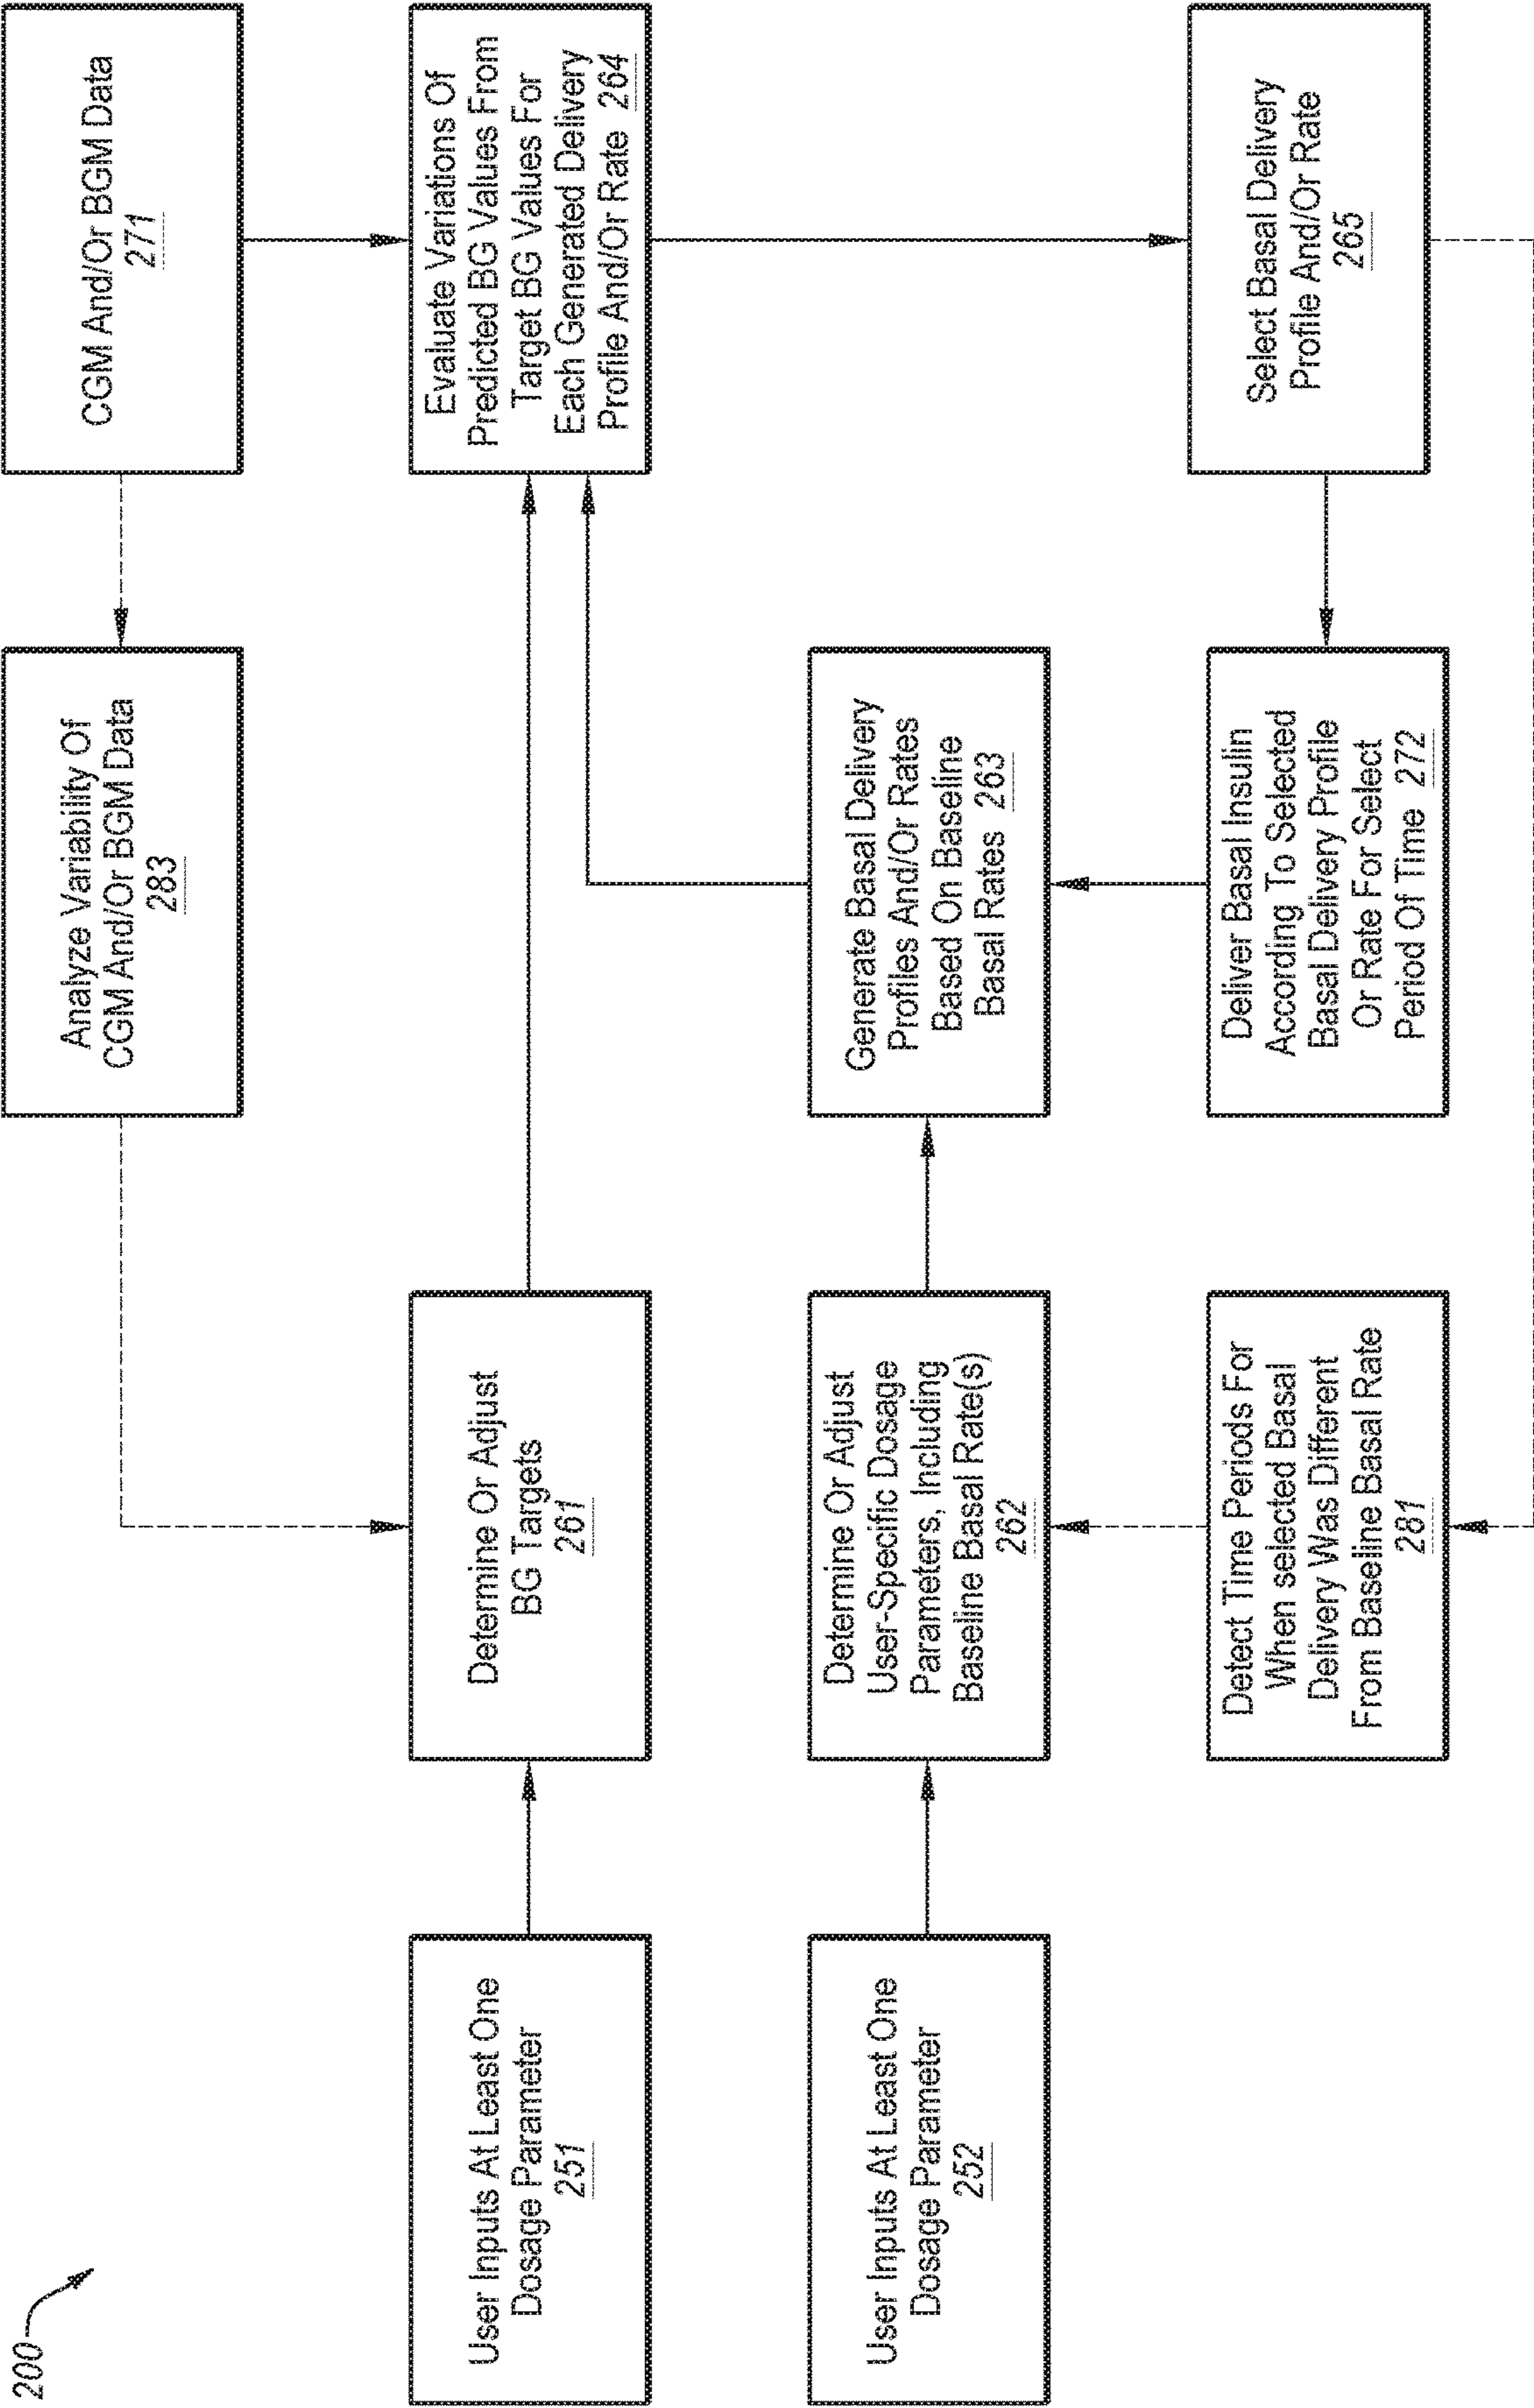 200
CGM And/Or BGM Data
271
Analyze Variability Of
CGM And/Or BGM Data
283
User Inputs At Least One
Dosage Parameter
251
Determine Or Adjust
BG Targets
261
Evaluate Variations Of
Predicted BG Values From
Target BG Values For
Each Generated Delivery
Profile And/Or Rate 264
User Inputs At Least One
Dosage Parameter
252
Determine Or Adjust
User-Specific Dosage
Parameters, Including
Baseline Basal Rate(s)
262
Generate Basal Delivery
Profiles And/Or Rates
Based On Baseline
Basal Rates 263
Detect Time Periods For
When selected Basal
Delivery Was Different
From Baseline Basal Rate
281
Deliver Basal Insulin
According To Selected
Basal Delivery Profile
Or Rate For Select
Period Of Time 272
Select Basal Delivery
Profile And/Or Rate
265